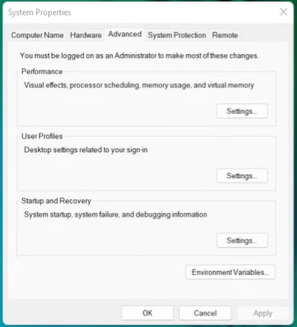 System Properties
Computer Name Hardware Advanced System Protection Remote
You must be logged on as an Administrator to make most of these changes.
Performance
Visual effects, processor scheduling, memory usage, and virtual memory
Settings...
User Profiles
Desktop settings related to your sign-in
Settings...
Startup and Recovery
System startup, system failure, and debugging information
Settings...
Environment Variables...
OK Cancel Apply